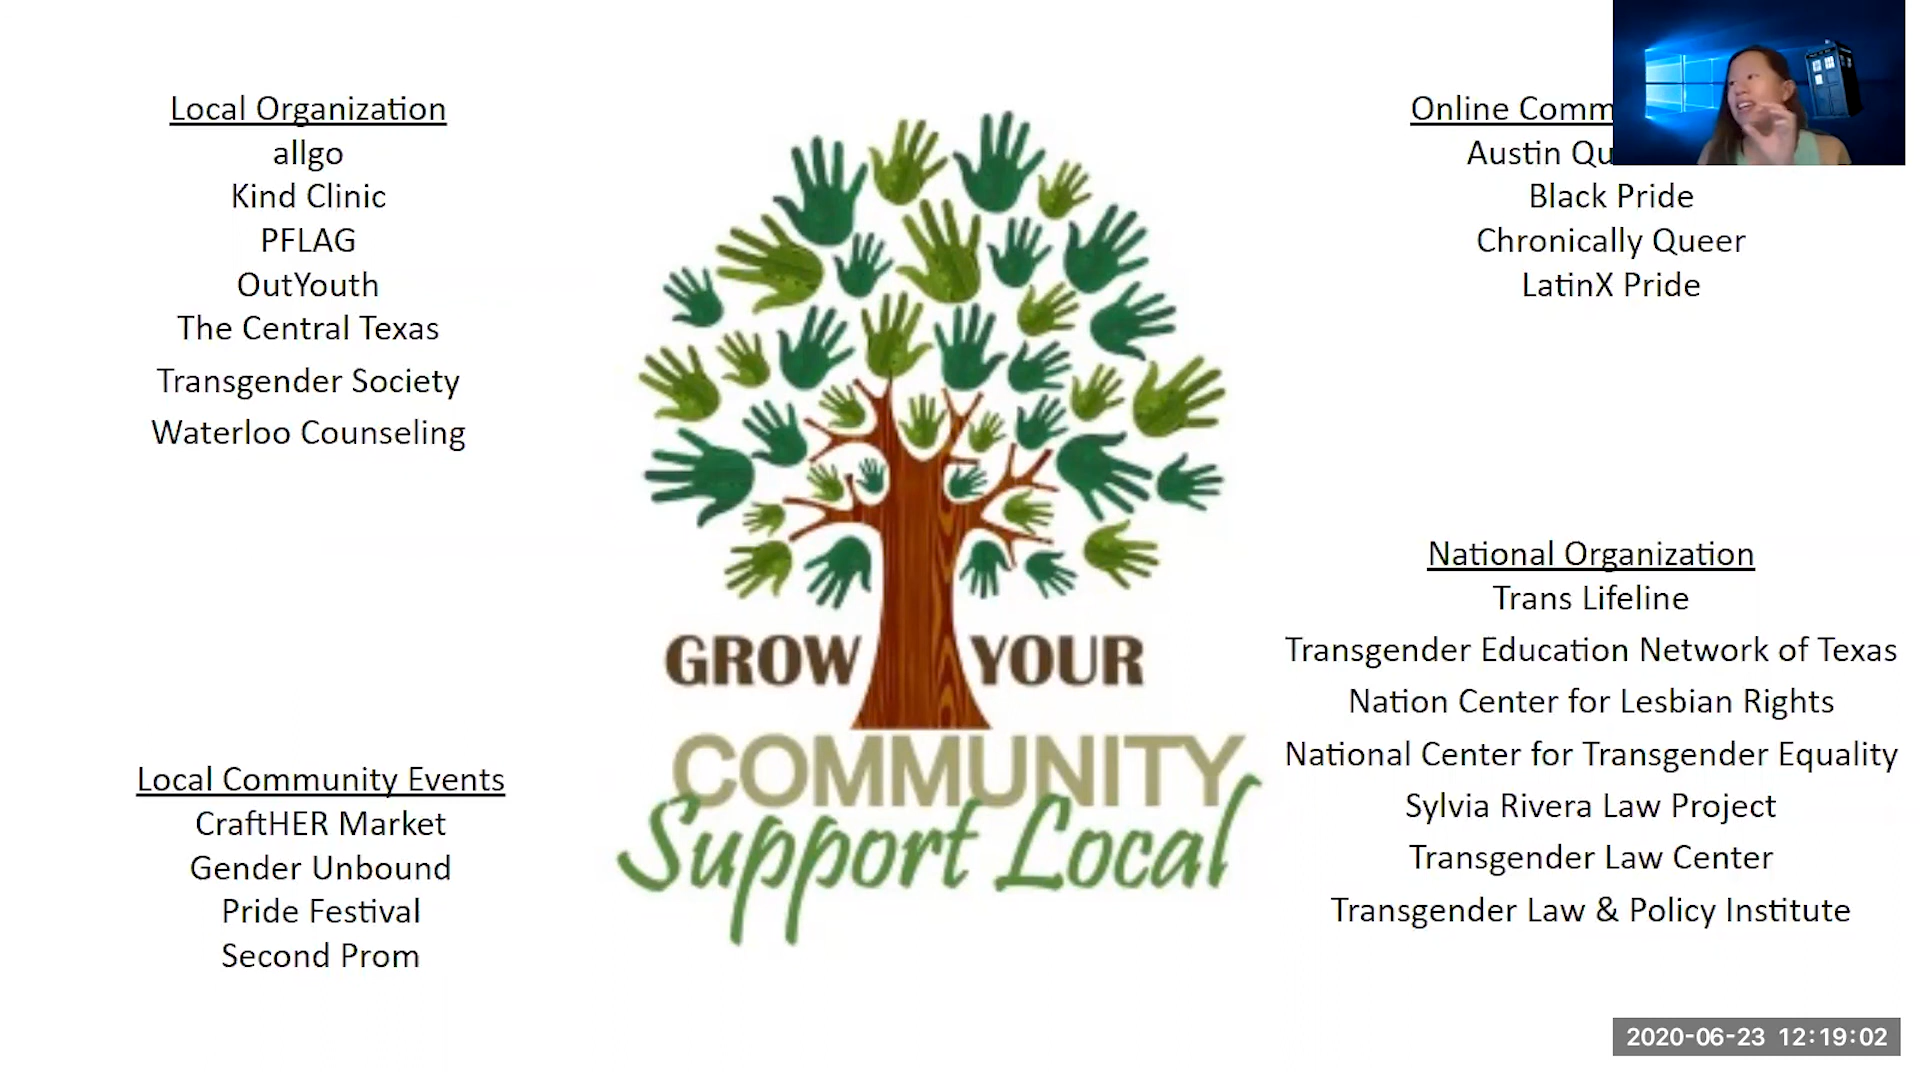 Local Organization
allgo
Kind Clinic
PFLAG
OutYouth
The Central Texas
Transgender Society
Waterloo Counseling
Local Community Events
CraftHER Market
Gender Unbound
Pride Festival
Second Prom
GROW YOUR
COMMUNITY
Support Local
Online
Austin
Black Pride
Chronically Queer
LatinX Pride
National Organization
Trans Lifeline
Transgender Education Network of Texas
Nation Center for Lesbian Rights
National Center for Transgender Equality
Sylvia Rivera Law Project
Transgender Law Center
Transgender Law & Policy Institute
2020-06-23 12:19:02